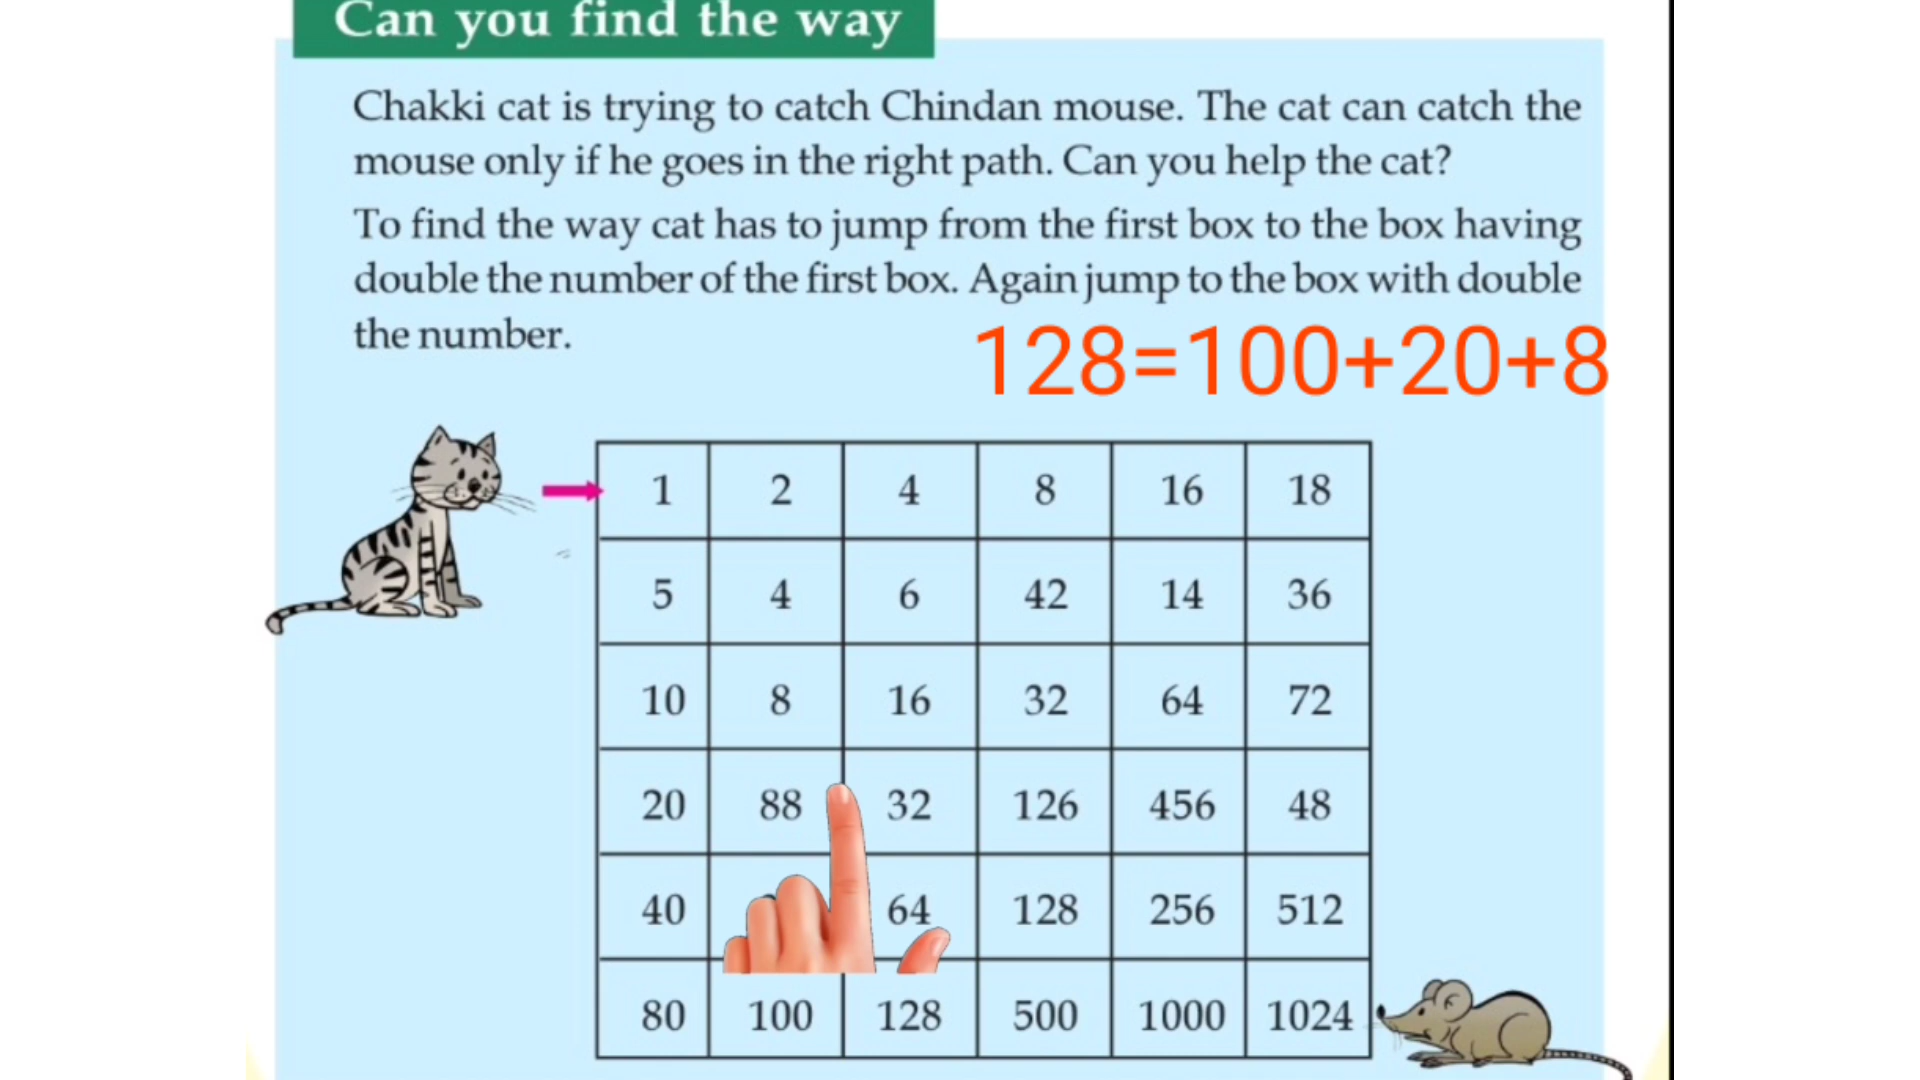 Can you find the way
Chakki cat is trying to catch Chindan mouse. The cat can catch the
mouse only if he goes in the right path. Can you help the cat?
To find the way cat has to jump from the first box to the box having
double the number of the first box. Again jump to the box with double
the number.
128=100+20+8
1 2 4 8 16 18
5 4 6 42 14 36
10 8 16 32 64 72
20 88 32 126 456 48
40 64 128 256 512
80 100 128 500 1000 1024